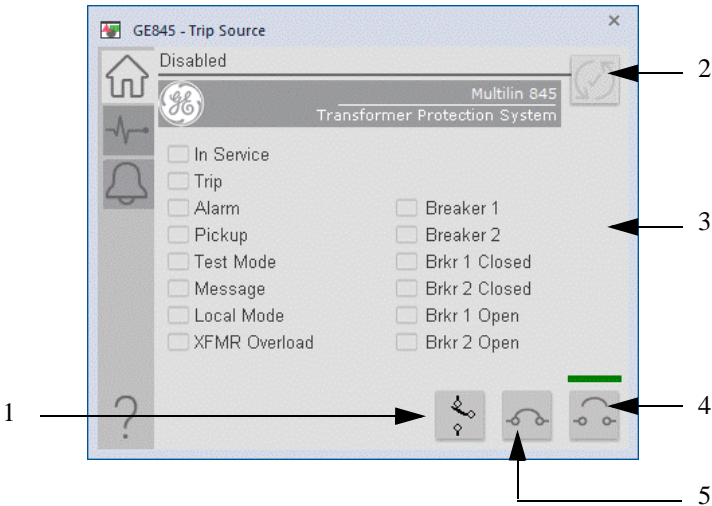 GE845 - Trip Source
Disabled
2
GE
Multilin 845
Transformer Protection System
In Service
Trip
Alarm
Breaker 1
3
Pickup
Breaker 2
Test Mode
Brkr 1 Closed
Message
Brkr 2 Closed
Local Mode
Brkr 1 Open
XFMR Overload
Brkr 2 Open
1
?
4
5